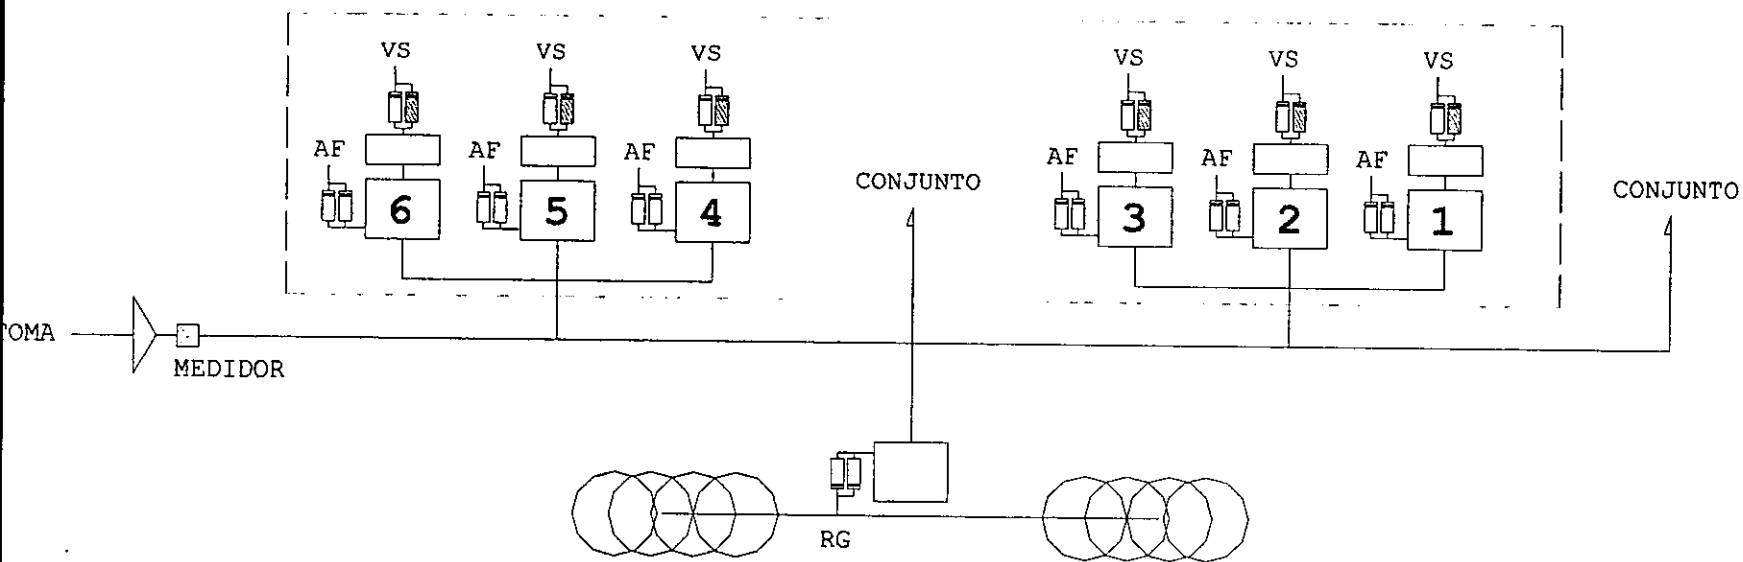 VS VS VS VS VS VS
AF AF AF AF AF AF
6 5 4 3 2 1
CONJUNTO CONJUNTO
TOMA
MEDIDOR
RG